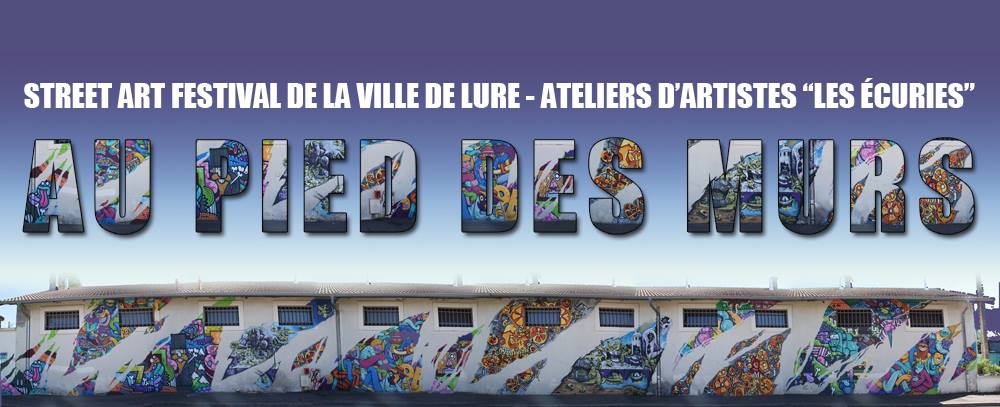 STREET ART FESTIVAL DE LA VILLE DE LURE - ATELIERS D’ARTISTES “LES ÉCURIES”
AU PIED DES MURS